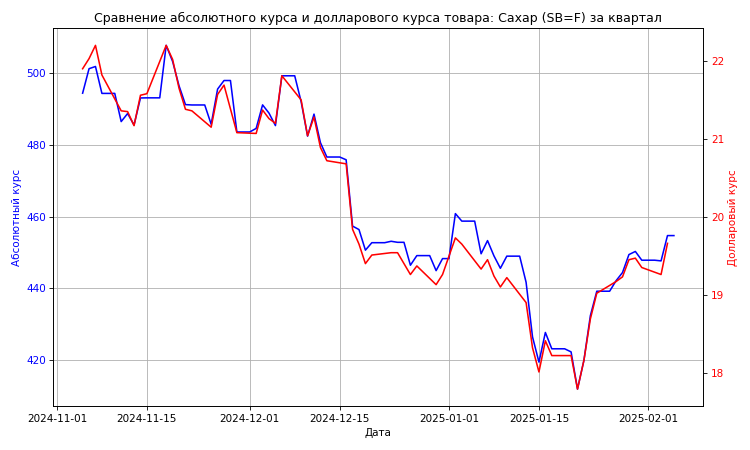 Сравнение абсолютного курса и долларового курса товара: Сахар (SB=F) за квартал
500
480
460
440
420
Абсолютный курс
22
21
20
19
18
Долларовый курс
2024-11-01 2024-11-15 2024-12-01 2024-12-15 2025-01-01 2025-01-15 2025-02-01
Дата